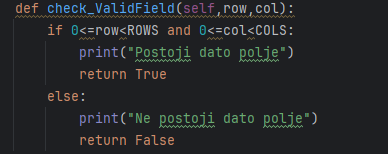 def check_ValidField(self,row,col):
    if 0<=row<ROWS and 0<=col<COLS:
        print("Postoji dato polje")
        return True
    else:
        print("Ne postoji dato polje")
        return False